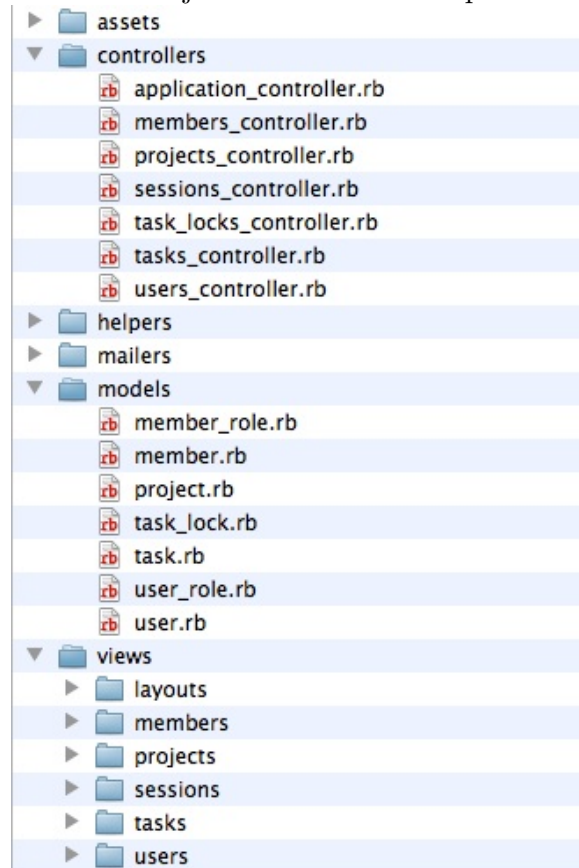 assets
controllers
rb application_controller.rb
rb members_controller.rb
rb projects_controller.rb
rb sessions_controller.rb
rb task_locks_controller.rb
rb tasks_controller.rb
rb users_controller.rb
helpers
mailers
models
rb member_role.rb
rb member.rb
rb project.rb
rb task_lock.rb
rb task.rb
rb user_role.rb
rb user.rb
views
layouts
members
projects
sessions
tasks
users